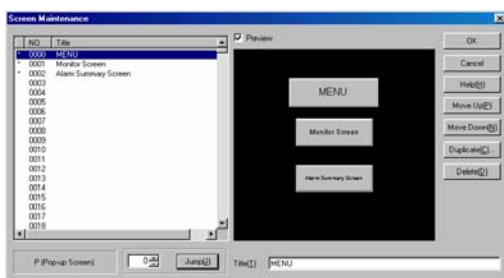 Screen Maintenance
NO. Title
* 0000 MENU
* 0001 Monitor Screen
* 0002 Alarm Summary Screen
0003
0004
0005
0006
0007
0008
0009
0010
0011
0012
0013
0014
0015
0016
0017
0018
Preview
MENU
Monitor Screen
Alarm Summary Screen
OK
Cancel
Help(H)
Move Up(P)
Move Down(N)
Duplicate(C)...
Delete(D)
P (Pop-up Screen)
0
Jump(J)
Title(T) MENU